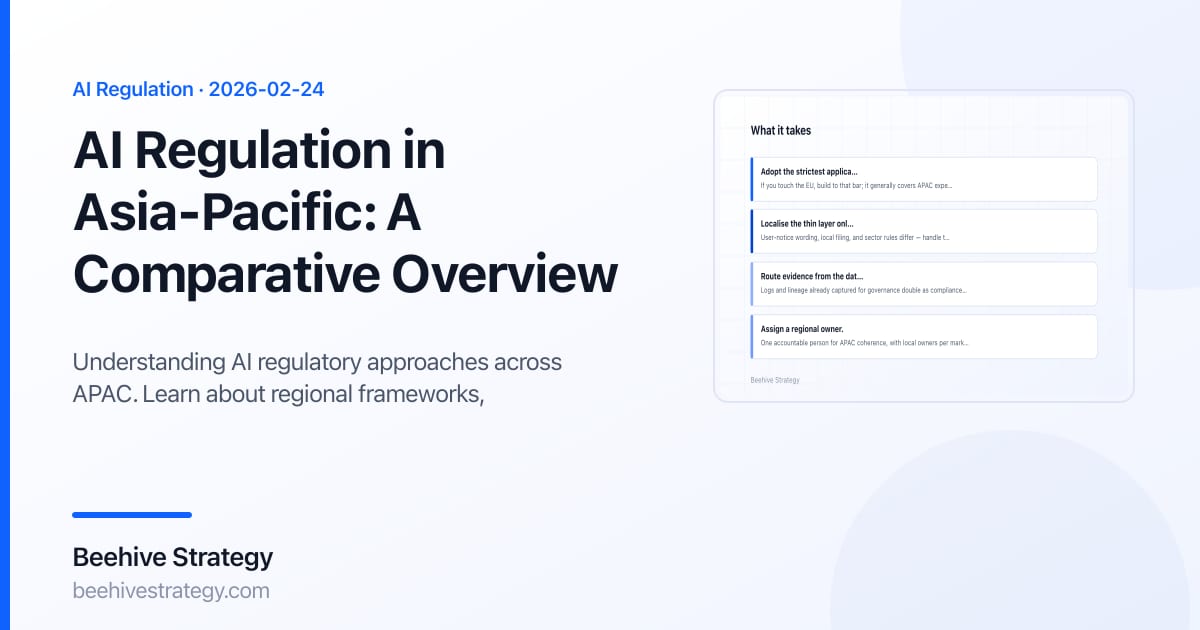 AI Regulation · 2026-02-24
AI Regulation in
Asia-Pacific: A
Comparative Overview
Understanding AI regulatory approaches across
APAC. Learn about regional frameworks,
Beehive Strategy
beehivestrategy.com
What it takes
Adopt the strictest applica...
If you touch the EU, build to that bar; it generally covers APAC expe...
Localise the thin layer onl...
User-notice wording, local filing, and sector rules differ — handle t...
Route evidence from the dat...
Logs and lineage already captured for governance double as compliance...
Assign a regional owner.
One accountable person for APAC coherence, with local owners per mark...
Beehive Strategy